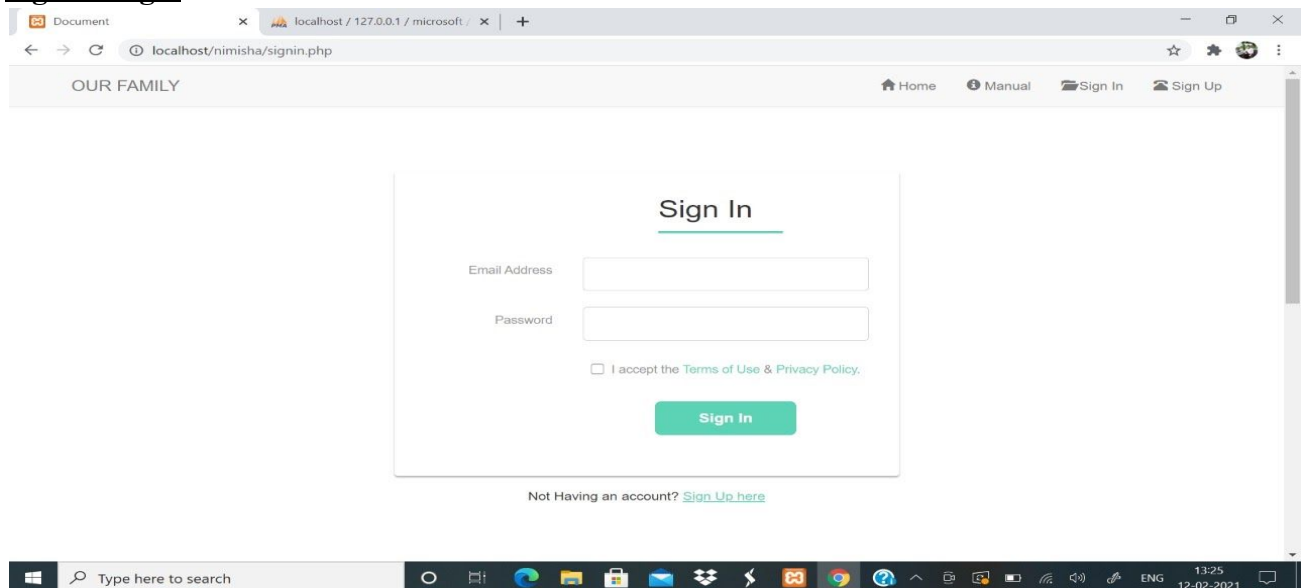 Document
localhost / 127.0.0.1 / microsoft /
localhost/nimisha/signin.php
OUR FAMILY
Home
Manual
Sign In
Sign Up
Sign In
Email Address
Password
I accept the Terms of Use & Privacy Policy.
Sign In
Not Having an account? Sign Up here
Type here to search
ENG
13:25
12-02-2021